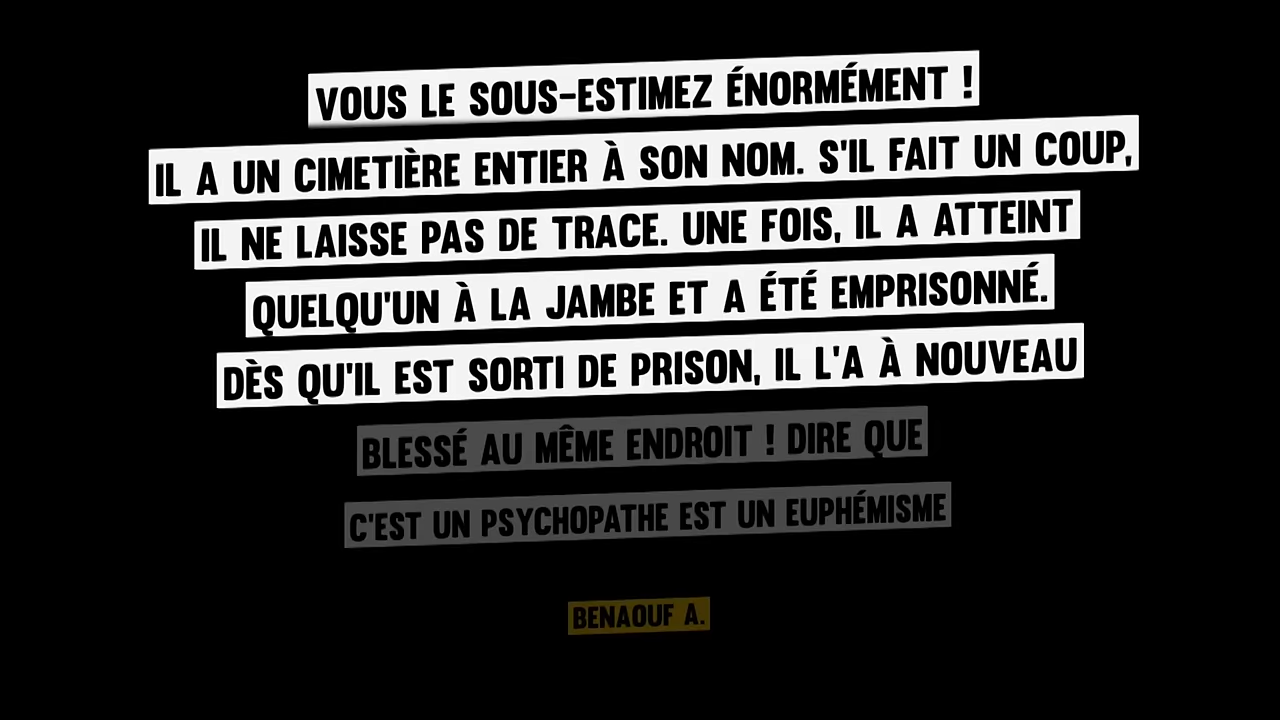 VOUS LE SOUS-ESTIMEZ ÉNORMÉMENT !
IL A UN CIMETIÈRE ENTIER À SON NOM. S'IL FAIT UN COUP,
IL NE LAISSE PAS DE TRACE. UNE FOIS, IL A ATTEINT
QUELQU'UN À LA JAMBE ET A ÉTÉ EMPRISONNÉ.
DÈS QU'IL EST SORTI DE PRISON, IL L'A À NOUVEAU
BLESSÉ AU MÊME ENDROIT ! DIRE QUE
C'EST UN PSYCHOPATHE EST UN EUPHÉMISME
BENAOUF A.